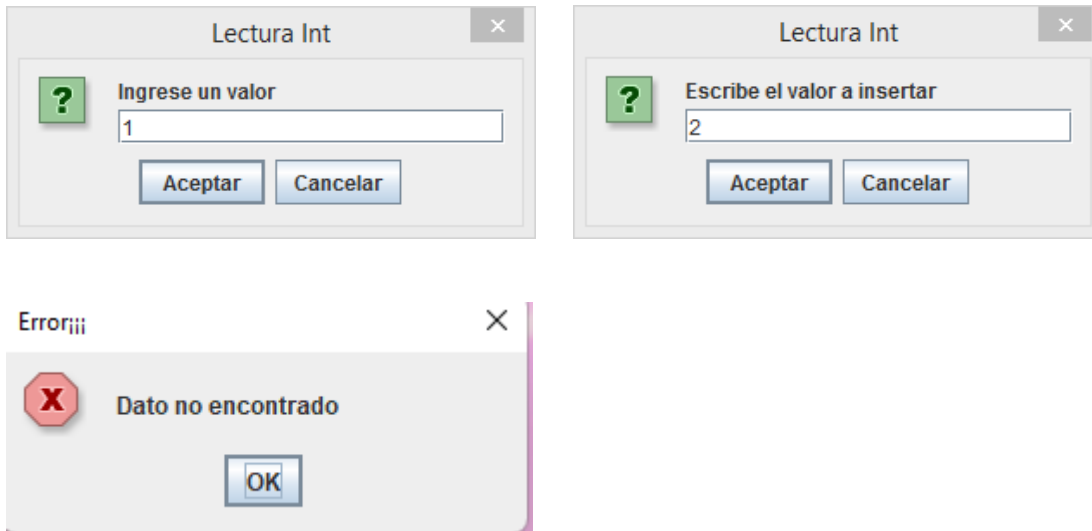 Lectura Int
Ingrese un valor
1
Aceptar Cancelar
Lectura Int
Escribe el valor a insertar
2
Aceptar Cancelar
Error¡¡¡
Dato no encontrado
OK